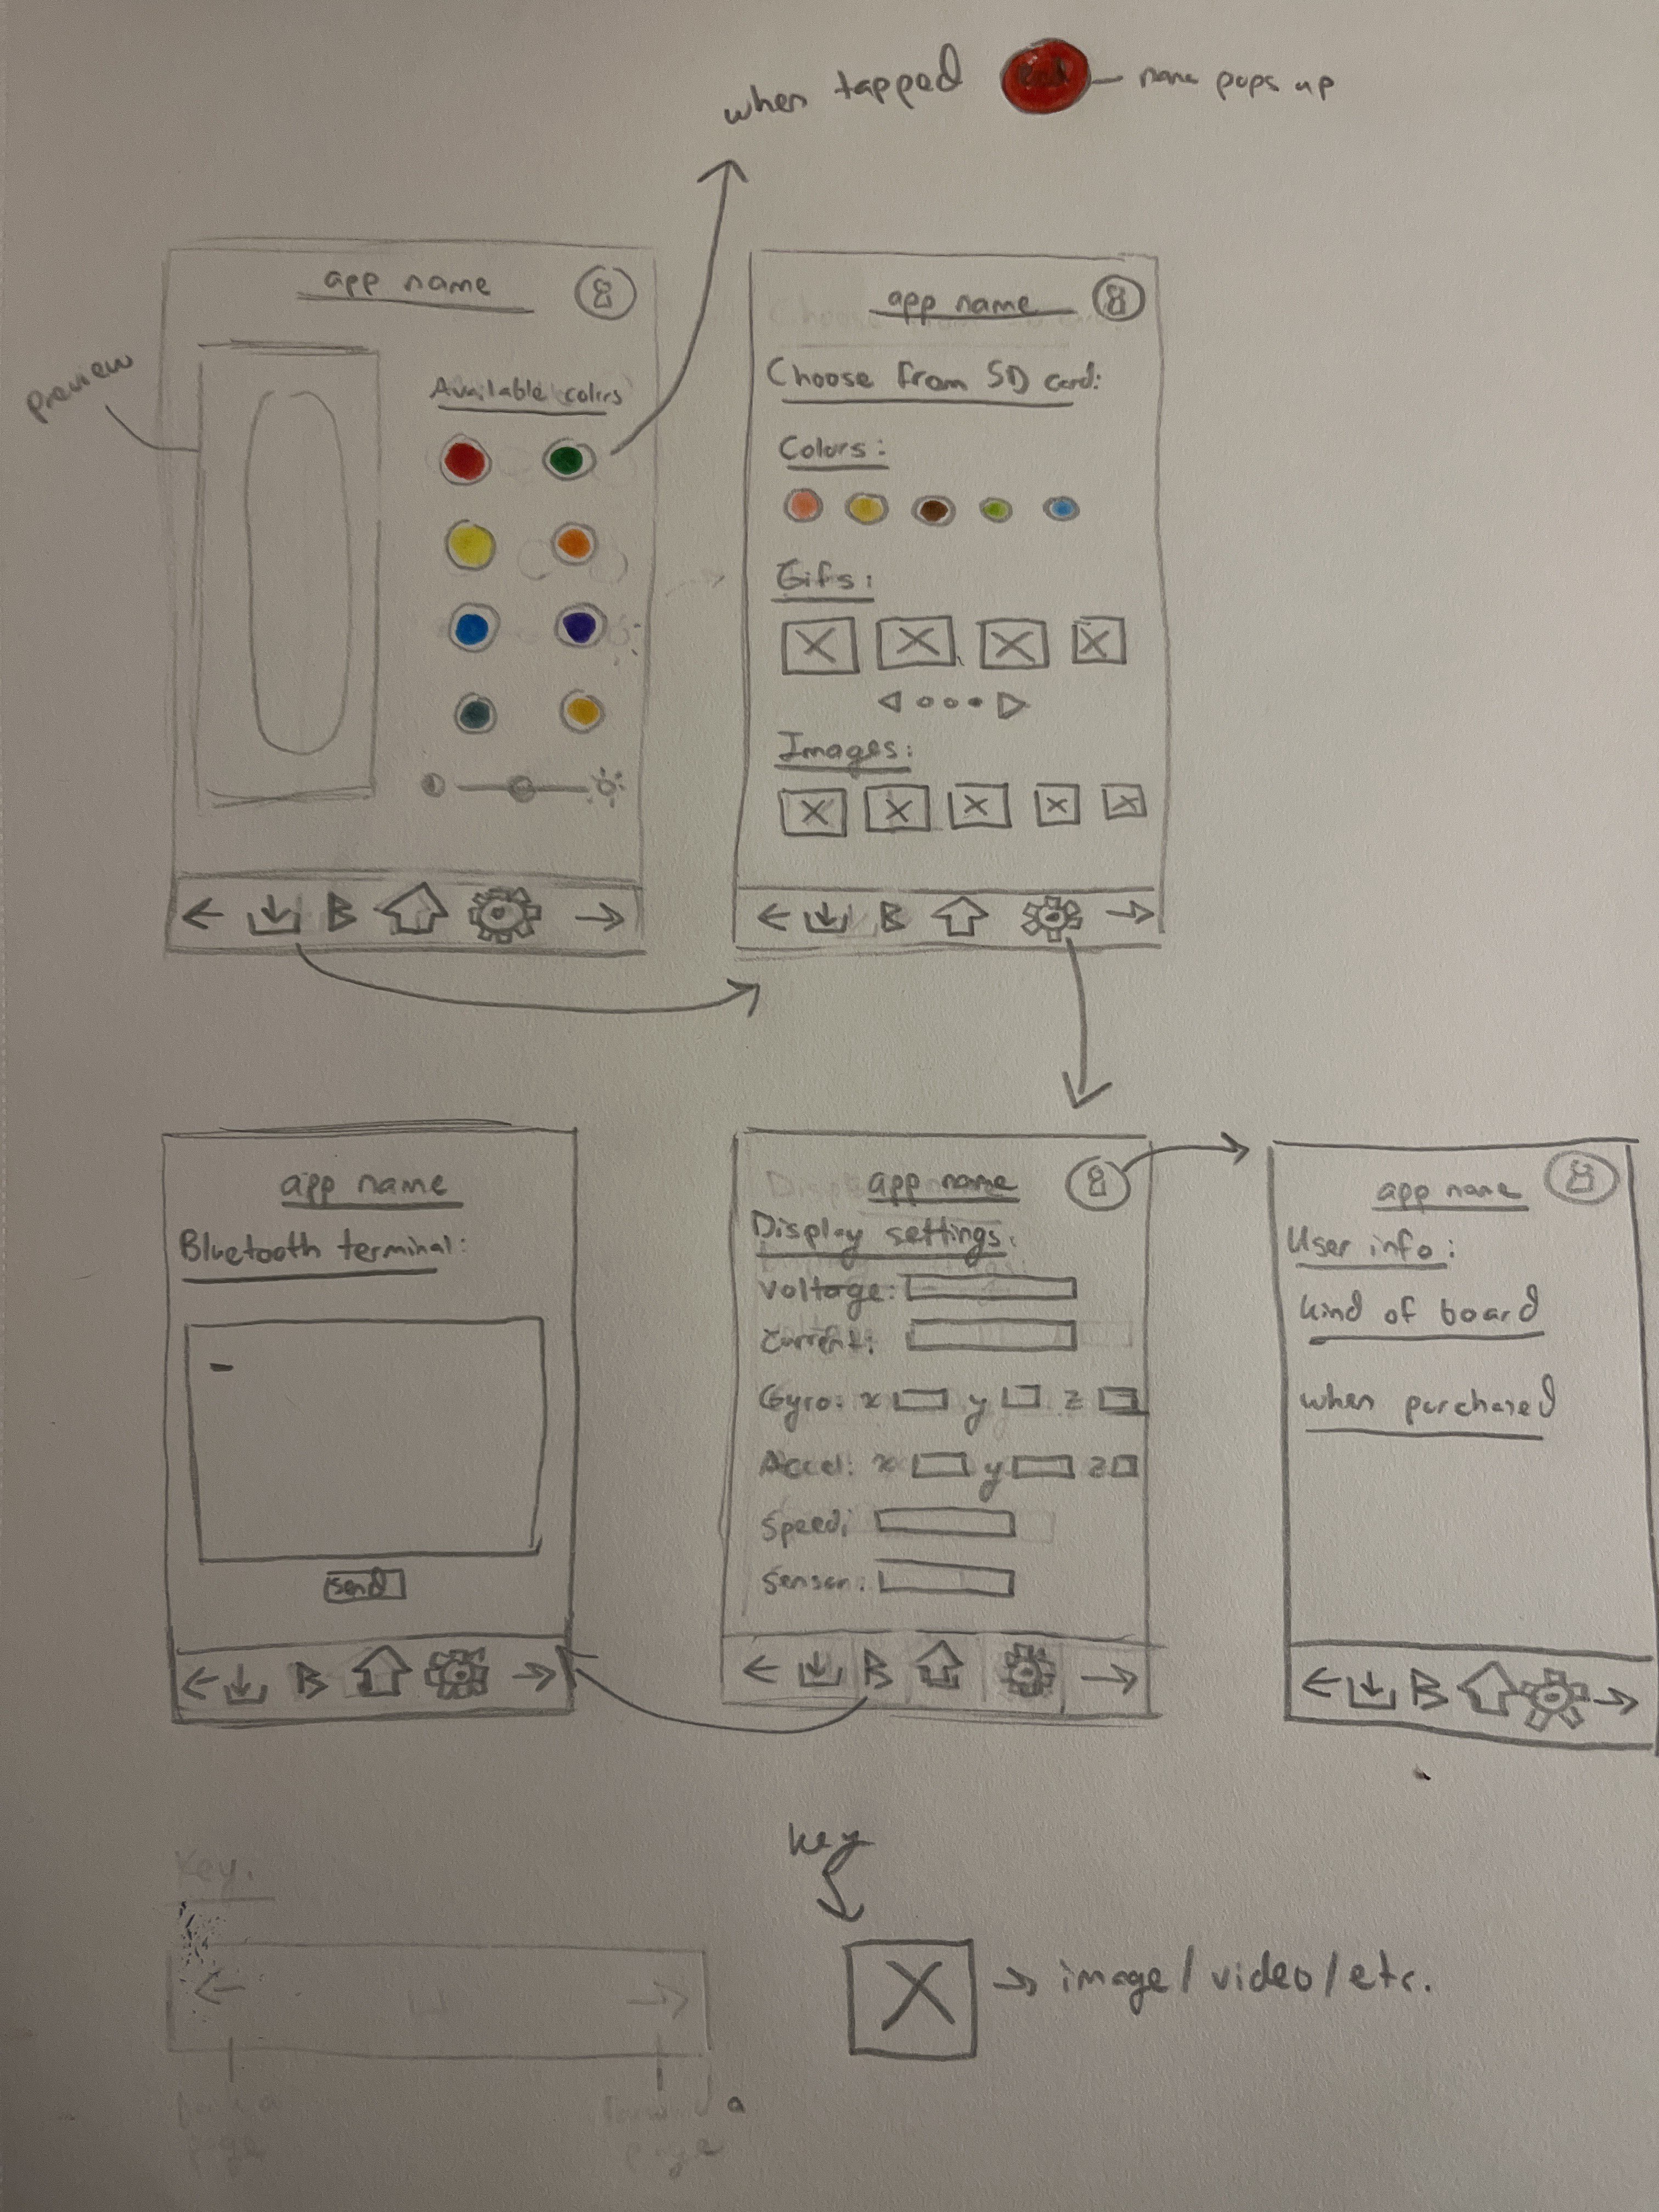 when tapped
Red
name pops up
app name
preview
Available colors
B
app name
Choose from SD card:
Colors:
Gifs:
Images:
B
app name
Bluetooth terminal:
send
B
app name
Display settings:
Voltage:
Current:
Gyro: x y z
Accel: x y z
Speed:
Sensor:
B
app name
User info:
kind of board
when purchased
B
Key.
page
page
key
X → image/video/etc.